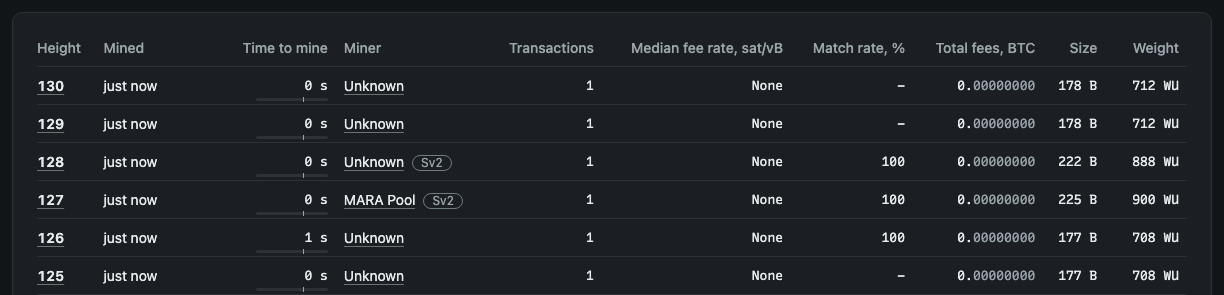 Height Mined Time to mine Miner Transactions Median fee rate, sat/vB Match rate, % Total fees, BTC Size Weight
130 just now 0 s Unknown 1 None – 0.00000000 178 B 712 WU
129 just now 0 s Unknown 1 None – 0.00000000 178 B 712 WU
128 just now 0 s Unknown Sv2 1 None 100 0.00000000 222 B 888 WU
127 just now 0 s MARA Pool Sv2 1 None 100 0.00000000 225 B 900 WU
126 just now 1 s Unknown 1 None 100 0.00000000 177 B 708 WU
125 just now 0 s Unknown 1 None – 0.00000000 177 B 708 WU